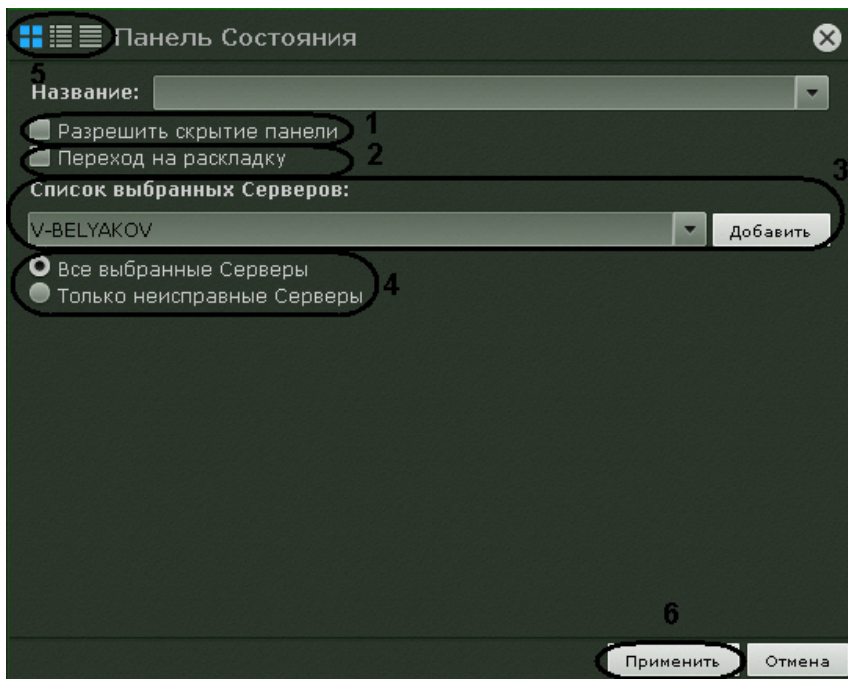 Панель Состояния
5
Название:
Разрешить скрытие панели 1
Переход на раскладку 2
3
Список выбранных Серверов:
V-BELYAKOV Добавить
Все выбранные Серверы
Только неисправные Серверы 4
6
Применить Отмена